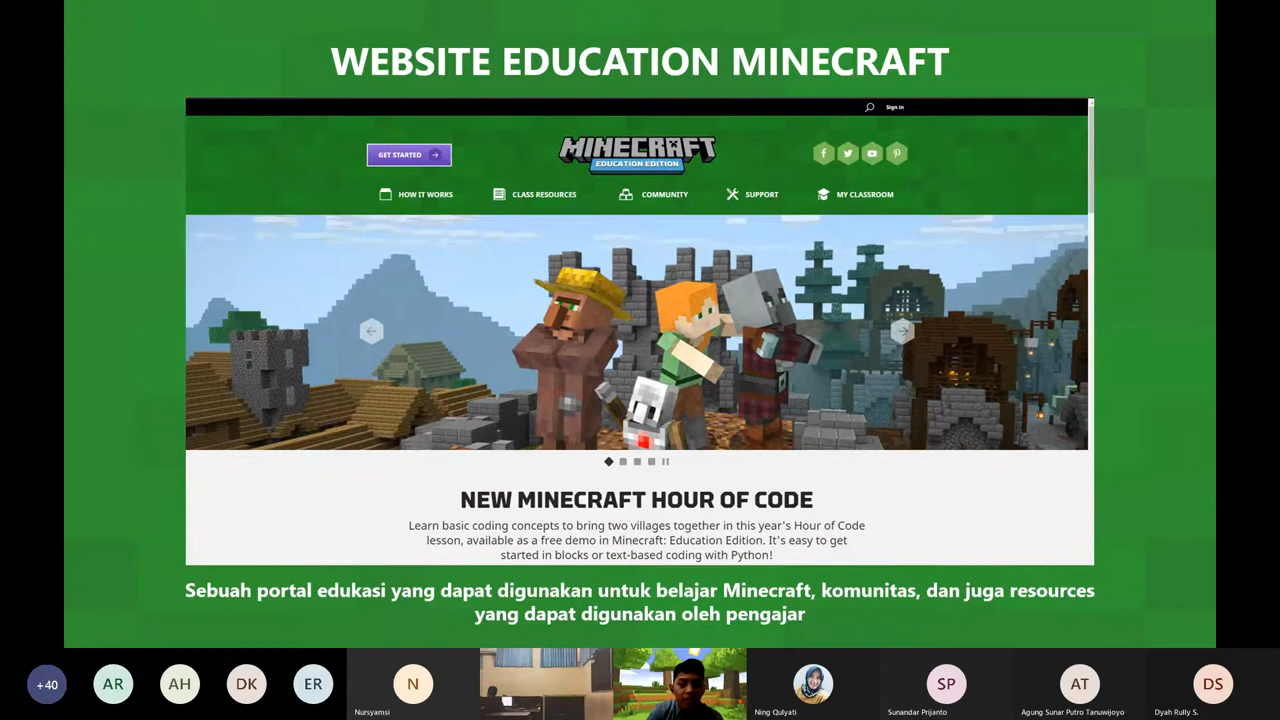 WEBSITE EDUCATION MINECRAFT
Sign in
GET STARTED
MINECRAFT
EDUCATION EDITION
HOW IT WORKS
CLASS RESOURCES
COMMUNITY
SUPPORT
MY CLASSROOM
NEW MINECRAFT HOUR OF CODE
Learn basic coding concepts to bring two villages together in this year's Hour of Code
lesson, available as a free demo in Minecraft: Education Edition. It's easy to get
started in blocks or text-based coding with Python!
Sebuah portal edukasi yang dapat digunakan untuk belajar Minecraft, komunitas, dan juga resources
yang dapat digunakan oleh pengajar
+40
AR
AH
DK
ER
N
Nursyamsi
Ning Qulyati
SP
Sunandar Prijanto
AT
Agung Sunar Putro Tanuwijoyo
DS
Dyah Rully S.